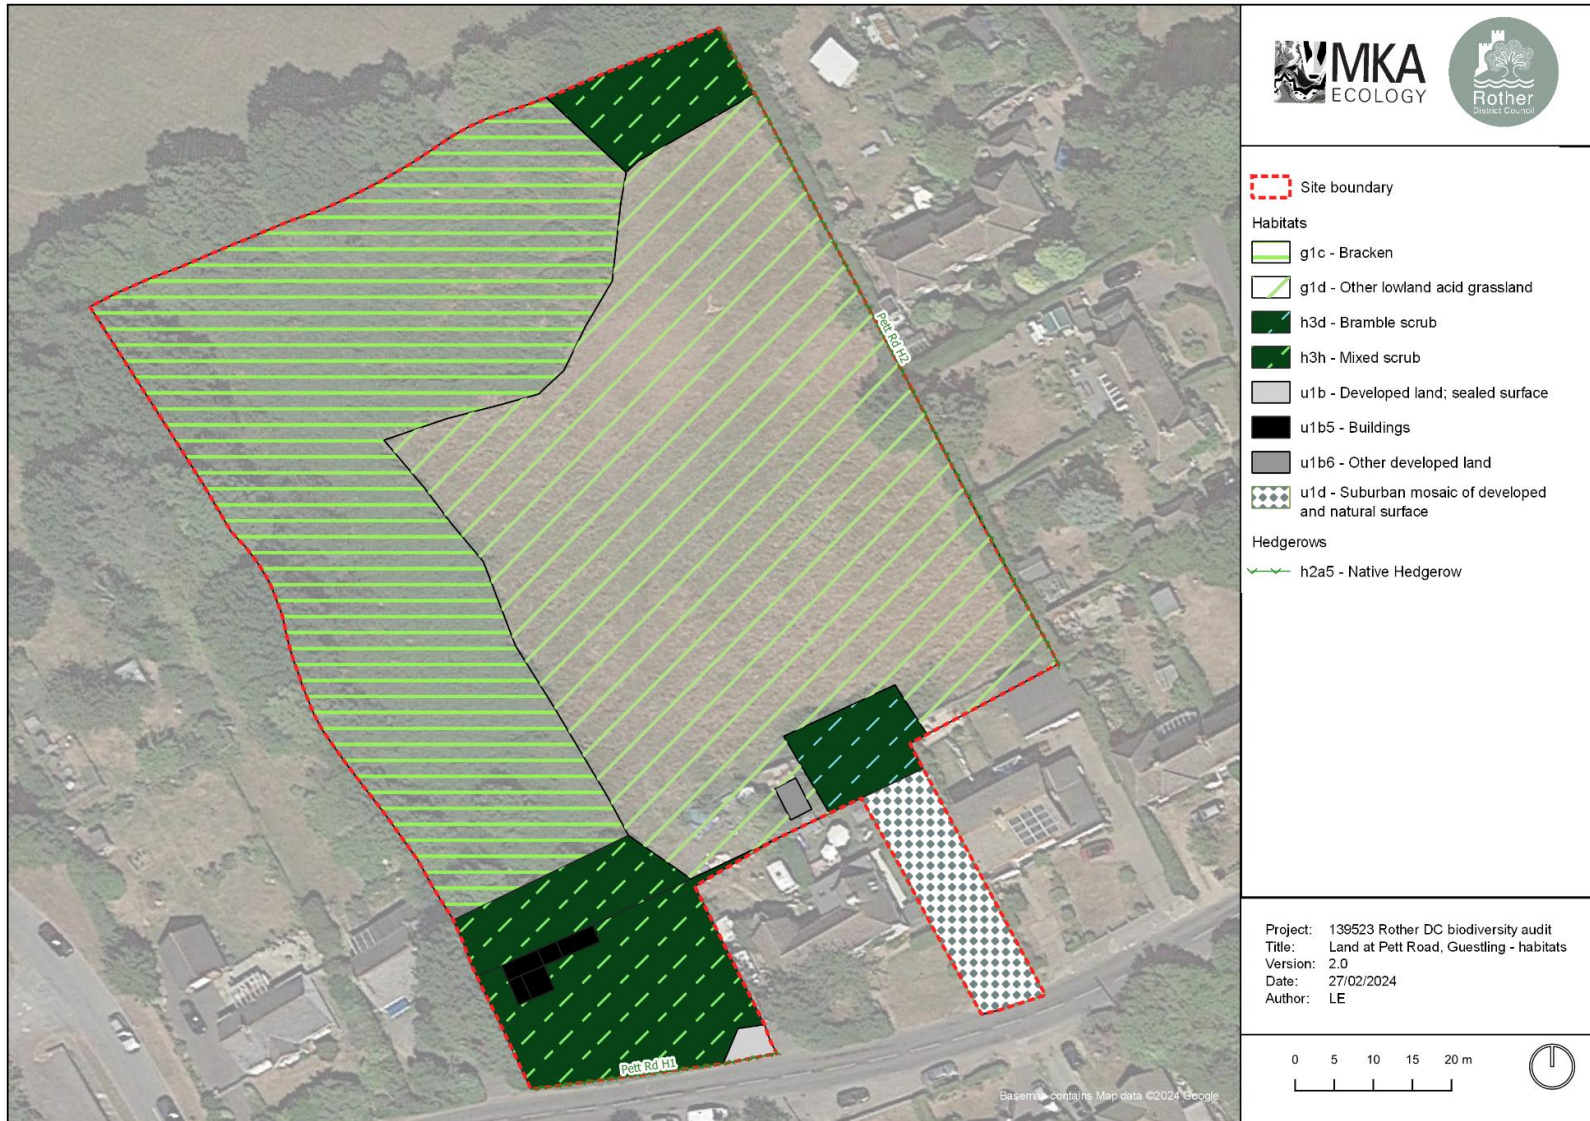 MKA
ECOLOGY
Rother
District Council
Site boundary
Habitats
g1c - Bracken
g1d - Other lowland acid grassland
h3d - Bramble scrub
h3h - Mixed scrub
u1b - Developed land; sealed surface
u1b5 - Buildings
u1b6 - Other developed land
u1d - Suburban mosaic of developed
and natural surface
Hedgerows
h2a5 - Native Hedgerow
Pett Rd H2
Pett Rd H1
Basemap contains Map data ©2024 Google
Project: 139523 Rother DC biodiversity audit
Title: Land at Pett Road, Guestling - habitats
Version: 2.0
Date: 27/02/2024
Author: LE
0 5 10 15 20 m